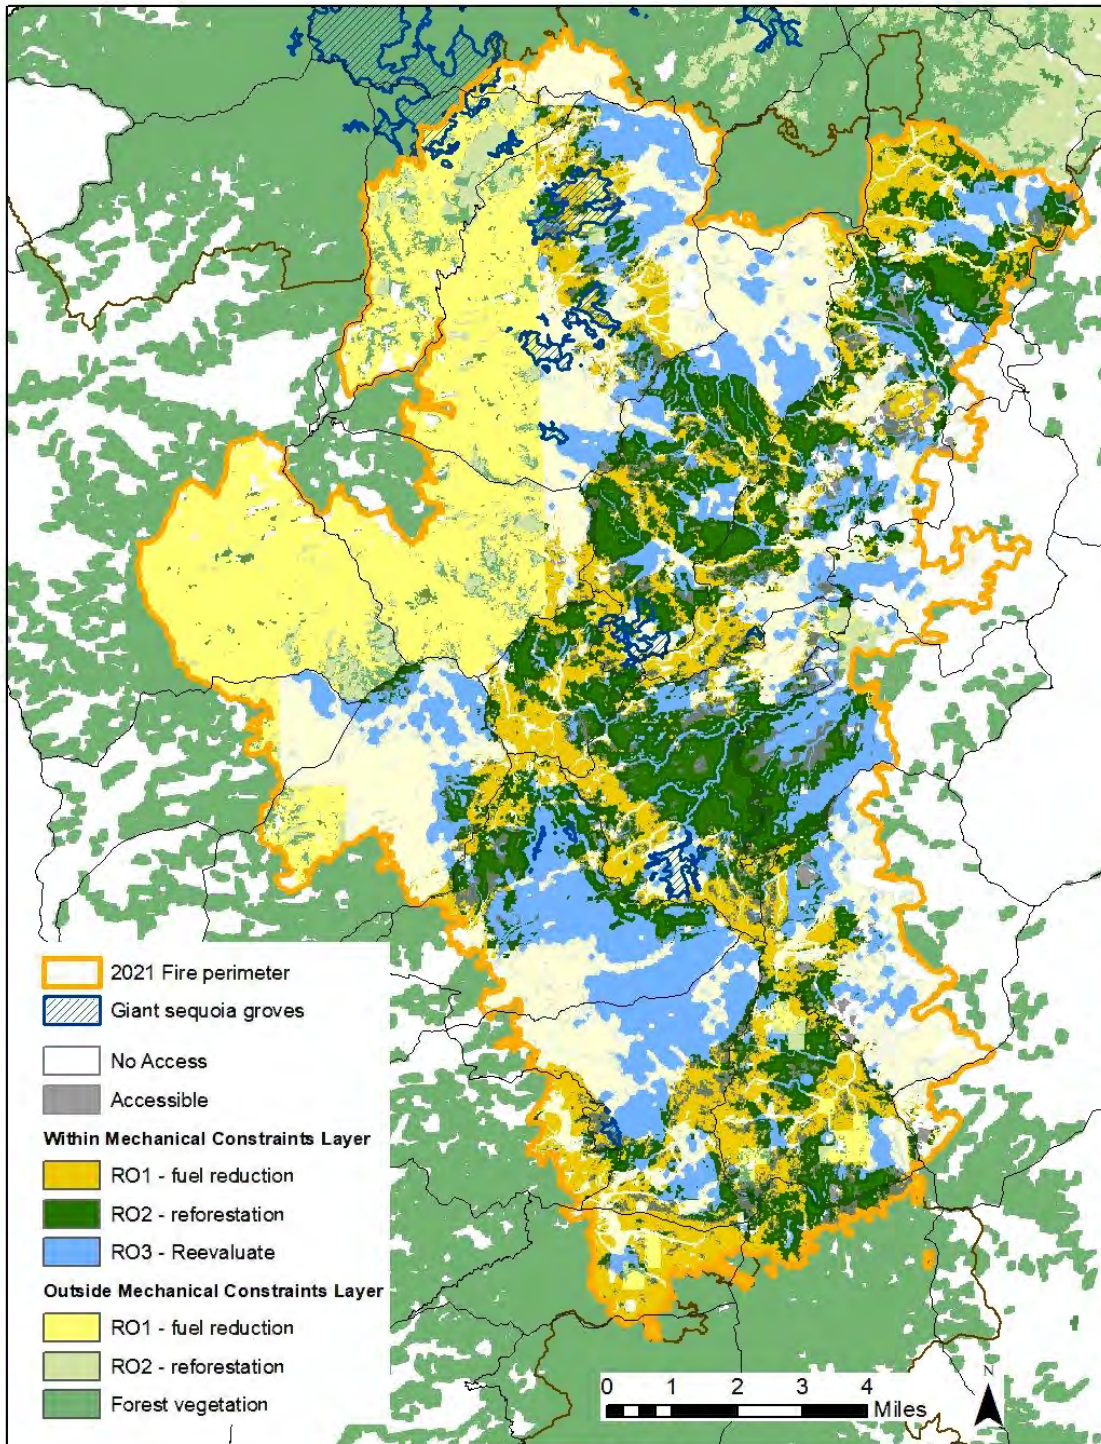 2021 Fire perimeter
Giant sequoia groves
No Access
Accessible
Within Mechanical Constraints Layer
RO1 - fuel reduction
RO2 - reforestation
RO3 - Reevaluate
Outside Mechanical Constraints Layer
RO1 - fuel reduction
RO2 - reforestation
Forest vegetation
0 1 2 3 4
Miles
N